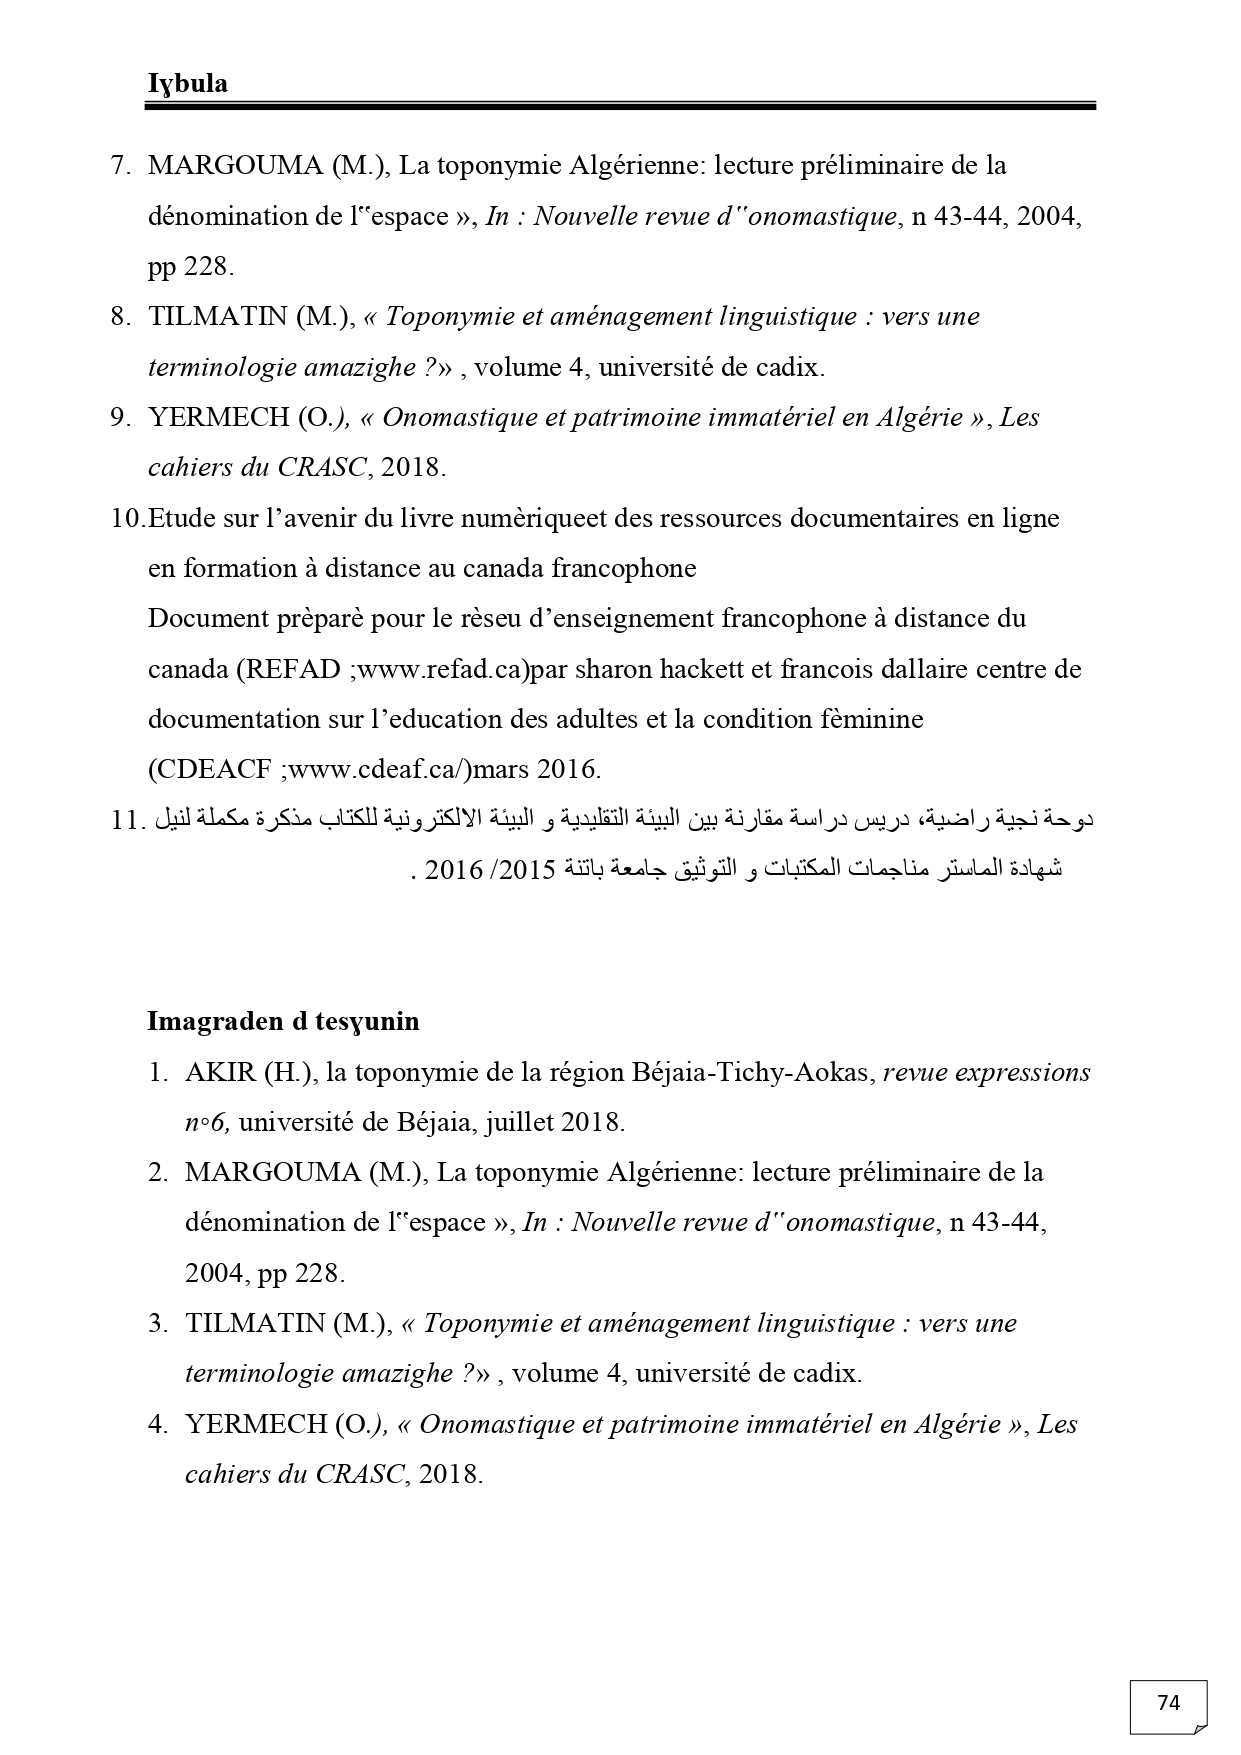 Iɣbula
7. MARGOUMA (M.), La toponymie Algérienne: lecture préliminaire de la
dénomination de l‟espace », In : Nouvelle revue d‟onomastique, n 43-44, 2004,
pp 228.
8. TILMATIN (M.), « Toponymie et aménagement linguistique : vers une
terminologie amazighe ?» , volume 4, université de cadix.
9. YERMECH (O.), « Onomastique et patrimoine immatériel en Algérie », Les
cahiers du CRASC, 2018.
10.Etude sur l’avenir du livre numèriqueet des ressources documentaires en ligne
en formation à distance au canada francophone
Document prèparè pour le rèseu d’enseignement francophone à distance du
canada (REFAD ;www.refad.ca)par sharon hackett et francois dallaire centre de
documentation sur l’education des adultes et la condition fèminine
(CDEACF ;www.cdeaf.ca/)mars 2016.
11. دوحة نجية راضية، دريس دراسة مقارنة بين البيئة التقليدية و البيئة الالكترونية للكتاب مذكرة مكملة لنيل
شهادة الماستر مناجمات المكتبات و التوثيق جامعة باتنة 2015/ 2016 .
Imagraden d tesɣunin
1. AKIR (H.), la toponymie de la région Béjaia-Tichy-Aokas, revue expressions
n◦6, université de Béjaia, juillet 2018.
2. MARGOUMA (M.), La toponymie Algérienne: lecture préliminaire de la
dénomination de l‟espace », In : Nouvelle revue d‟onomastique, n 43-44,
2004, pp 228.
3. TILMATIN (M.), « Toponymie et aménagement linguistique : vers une
terminologie amazighe ?» , volume 4, université de cadix.
4. YERMECH (O.), « Onomastique et patrimoine immatériel en Algérie », Les
cahiers du CRASC, 2018.
74